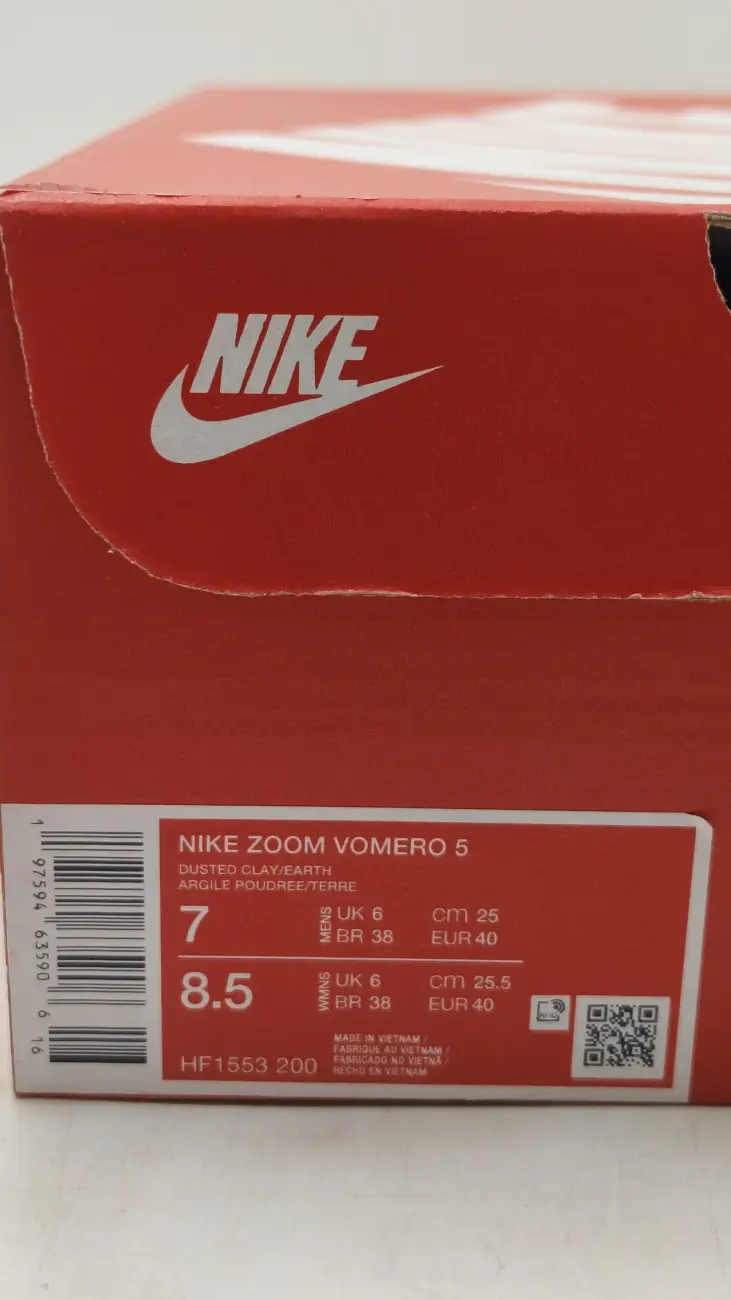 NIKE
NIKE ZOOM VOMERO 5
DUSTED CLAY/EARTH
ARGILE POUDREE/TERRE
7
MENS
UK 6 cm 25
BR 38 EUR 40
8.5
WMNS
UK 6 cm 25.5
BR 38 EUR 40
HF1553 200
MADE IN VIETNAM /
FABRIQUE AU VIETNAM /
FABRICADO NO VIETNÃ /
HECHO EN VIETNAM
1 97594 63590 6 16